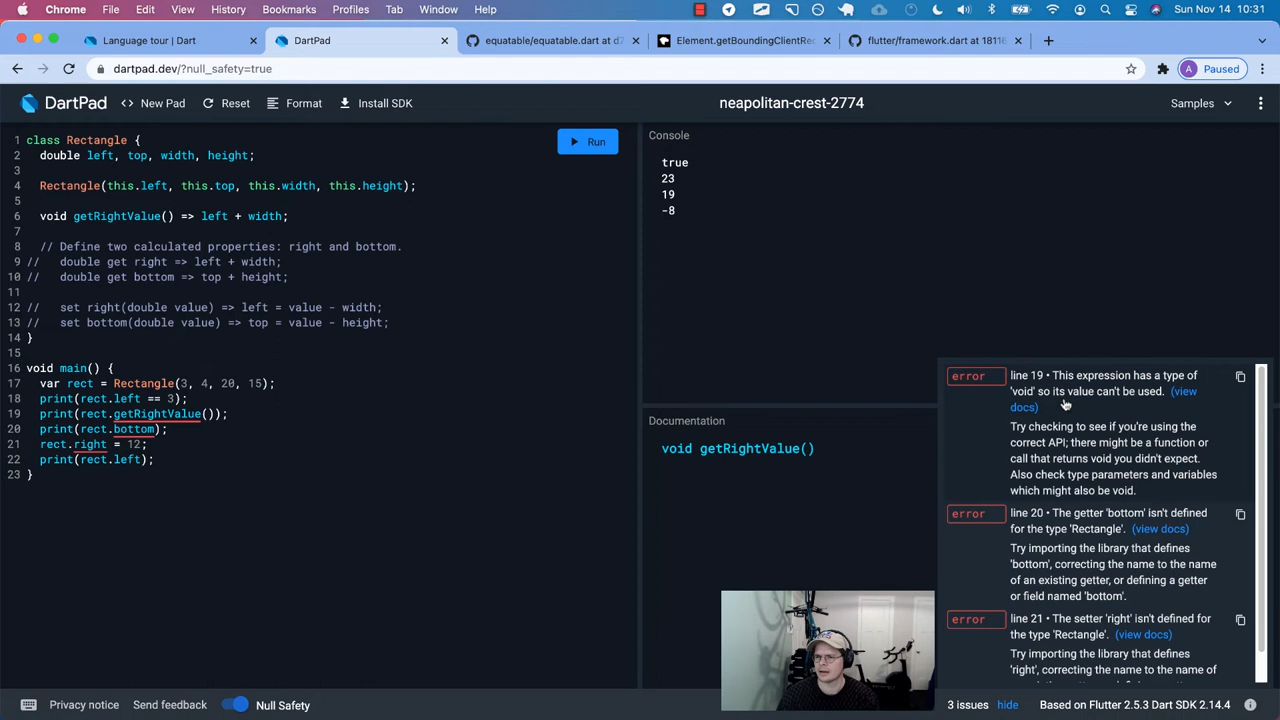 Chrome File Edit View History Bookmarks Profiles Tab Window Help Sun Nov 14 10:31
Language tour | Dart
DartPad
equatable/equatable.dart at d7
Element.getBoundingClientRec
flutter/framework.dart at 18116
dartpad.dev/?null_safety=true
A Paused
DartPad
<> New Pad
Reset
Format
Install SDK
neapolitan-crest-2774
Samples
Run
1 class Rectangle {
2 double left, top, width, height;
3
4 Rectangle(this.left, this.top, this.width, this.height);
5
6 void getRightValue() => left + width;
7
8 // Define two calculated properties: right and bottom.
9 // double get right => left + width;
10 // double get bottom => top + height;
11
12 // set right(double value) => left = value - width;
13 // set bottom(double value) => top = value - height;
14 }
15
16 void main() {
17 var rect = Rectangle(3, 4, 20, 15);
18 print(rect.left == 3);
19 print(rect.getRightValue());
20 print(rect.bottom);
21 rect.right = 12;
22 print(rect.left);
23 }
Console
true
23
19
-8
Documentation
void getRightValue()
error line 19 • This expression has a type of
'void' so its value can't be used. (view
docs)
Try checking to see if you're using the
correct API; there might be a function or
call that returns void you didn't expect.
Also check type parameters and variables
which might also be void.
error line 20 • The getter 'bottom' isn't defined
for the type 'Rectangle'. (view docs)
Try importing the library that defines
'bottom', correcting the name to the name
of an existing getter, or defining a getter
or field named 'bottom'.
error line 21 • The setter 'right' isn't defined for
the type 'Rectangle'. (view docs)
Try importing the library that defines
'right', correcting the name to the name of
Privacy notice
Send feedback
Null Safety
3 issues hide
Based on Flutter 2.5.3 Dart SDK 2.14.4